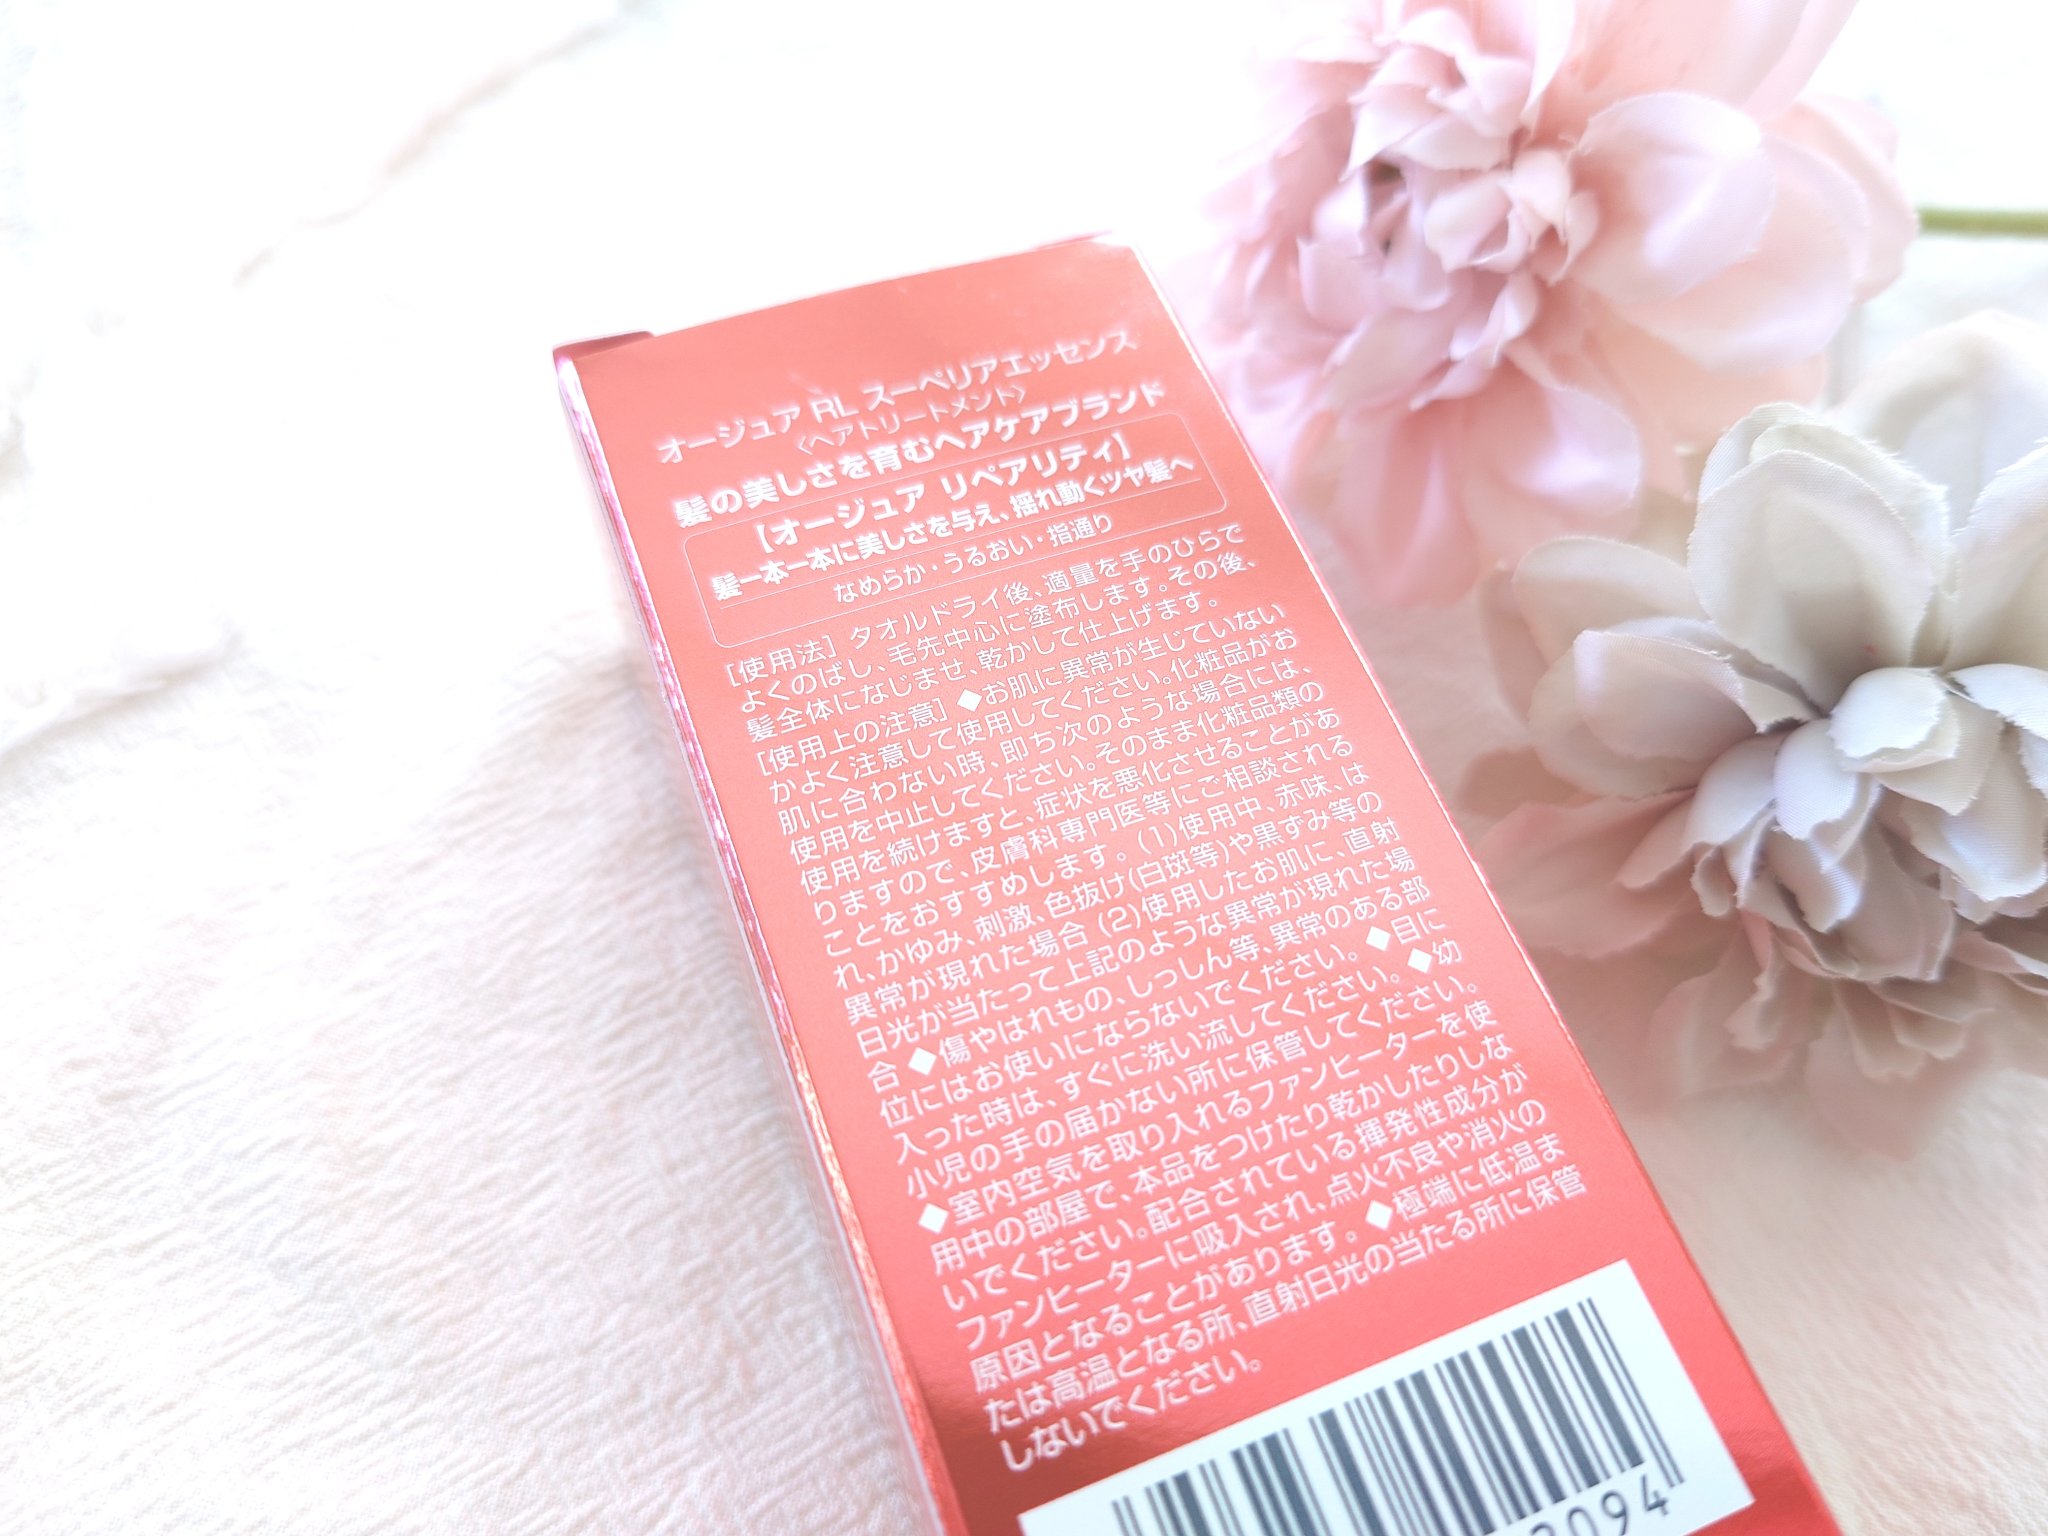 オージュア RL スーペリアエッセンス
〈ヘアトリートメント〉
髪の美しさを育むヘアケアブランド
【オージュア リペアリティ】
髪一本一本に美しさを与え、揺れ動くツヤ髪へ
なめらか・うるおい・指通り
［使用法］ タオルドライ後、適量を手のひらで
よくのばし、毛先中心に塗布します。その後、
髪全体になじませ、乾かして仕上げます。
［使用上の注意］ ◆お肌に異常が生じていない
かよく注意して使用してください。化粧品がお
肌に合わない時、即ち次のような場合には、
使用を中止してください。そのまま化粧品類の
使用を続けますと、症状を悪化させることがあ
りますので、皮膚科専門医等にご相談される
ことをおすすめします。(1)使用中、赤味、は
れ、かゆみ、刺激、色抜け(白斑等)や黒ずみ等の
異常が現れた場合 (2)使用したお肌に、直射
日光が当たって上記のような異常が現れた場
合 ◆傷やはれもの、しっしん等、異常のある部
位にはお使いにならないでください。 ◆目に
入った時は、すぐに洗い流してください。 ◆幼
小児の手の届かない所に保管してください。
◆室内空気を取り入れるファンヒーターを使
用中の部屋で、本品をつけたり乾かしたりしな
いでください。配合されている揮発性成分が
ファンヒーターに吸入され、点火不良や消火の
原因となることがあります。 ◆極端に低温ま
たは高温となる所、直射日光の当たる所に保管
しないでください。
094